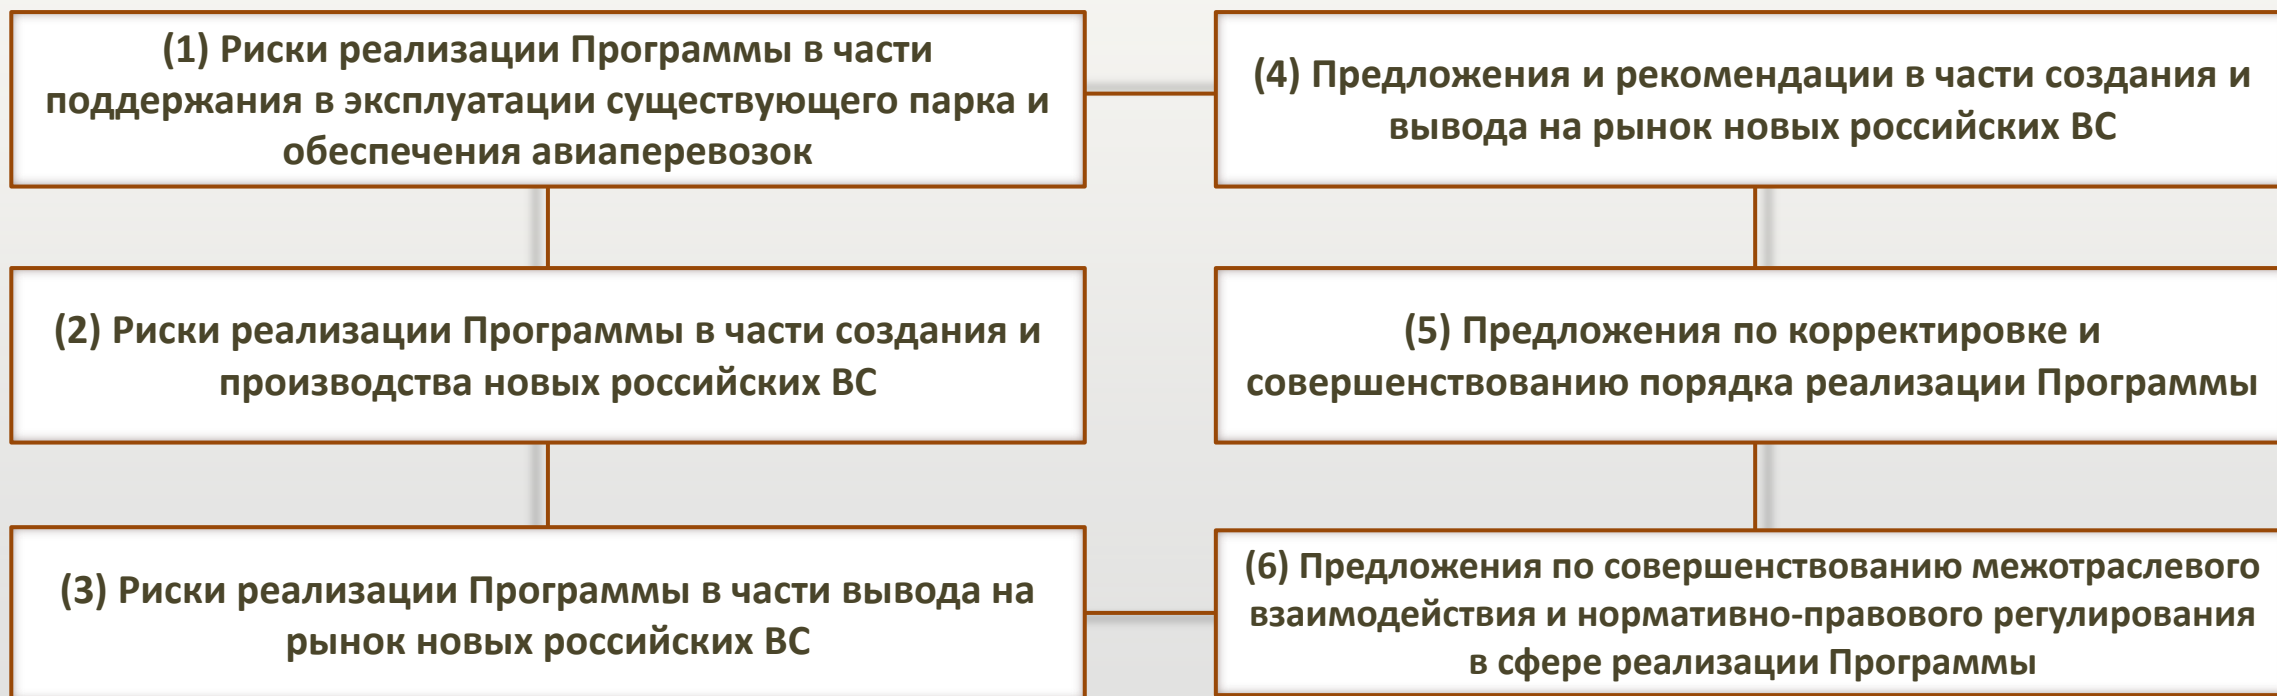 (1) Риски реализации Программы в части
поддержания в эксплуатации существующего парка и
обеспечения авиаперевозок
(2) Риски реализации Программы в части создания и
производства новых российских ВС
(3) Риски реализации Программы в части вывода на
рынок новых российских ВС
(4) Предложения и рекомендации в части создания и
вывода на рынок новых российских ВС
(5) Предложения по корректировке и
совершенствованию порядка реализации Программы
(6) Предложения по совершенствованию межотраслевого
взаимодействия и нормативно-правового регулирования
в сфере реализации Программы